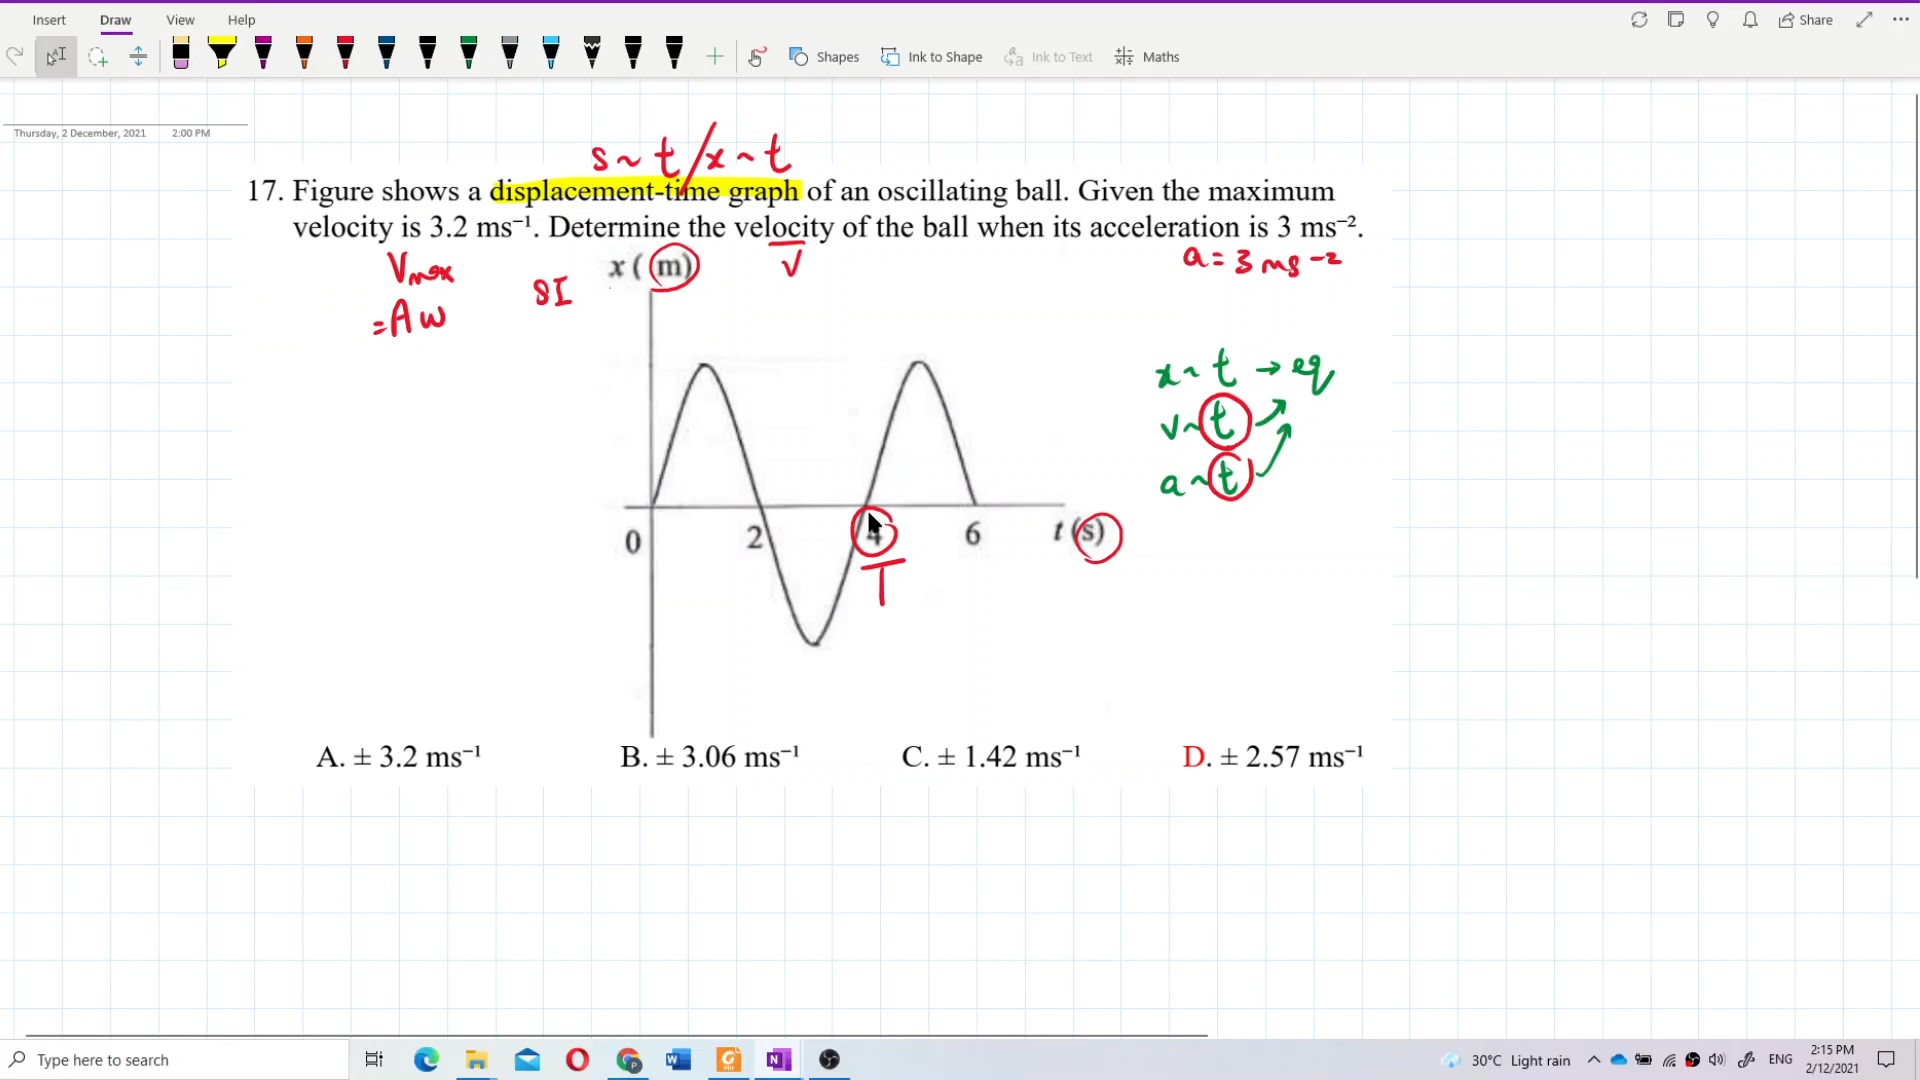 Insert Draw View Help
Share
Shapes Ink to Shape Ink to Text Maths
Thursday, 2 December, 2021 2:00 PM
s ~ t / x ~ t
17. Figure shows a displacement-time graph of an oscillating ball. Given the maximum
velocity is 3.2 ms⁻¹. Determine the velocity of the ball when its acceleration is 3 ms⁻².
Vmax
= Aω
SI
x (m)
V
a = 3 ms⁻²
x ~ t → eq
v ~ t
a ~ t
0 2 4 6 t (s)
T
A. ± 3.2 ms⁻¹ B. ± 3.06 ms⁻¹ C. ± 1.42 ms⁻¹ D. ± 2.57 ms⁻¹
Type here to search
30°C Light rain
ENG
2:15 PM
2/12/2021